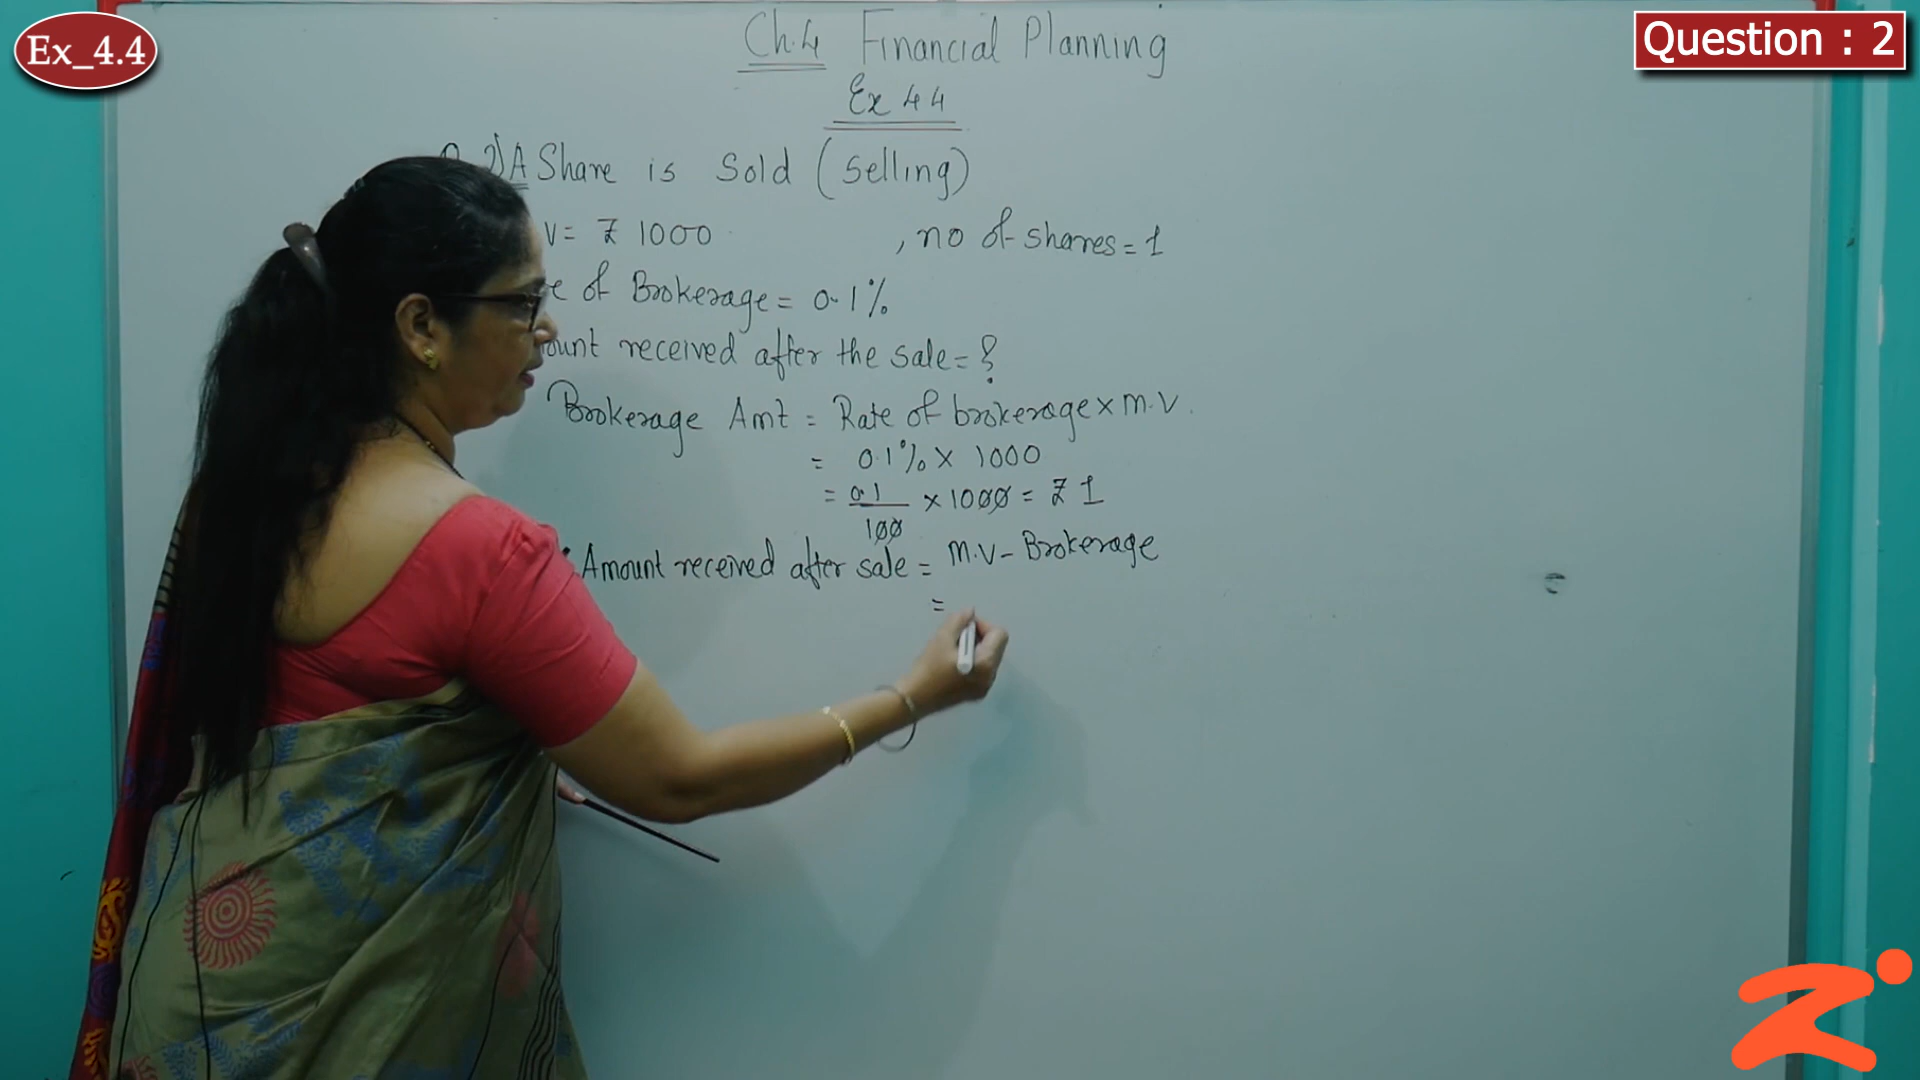 Ex_4.4
Question : 2
Ch.4 Financial Planning
Ex 4.4
2) A Share is Sold (Selling)
V = ₹ 1000 , no of shares = 1
of Brokerage = 0.1%
received after the sale = ?
Brokerage Amt = Rate of brokerage × M.V.
= 0.1% × 1000
= 0.1/100 × 1000 = ₹ 1
Amount received after sale = M.V - Brokerage
=